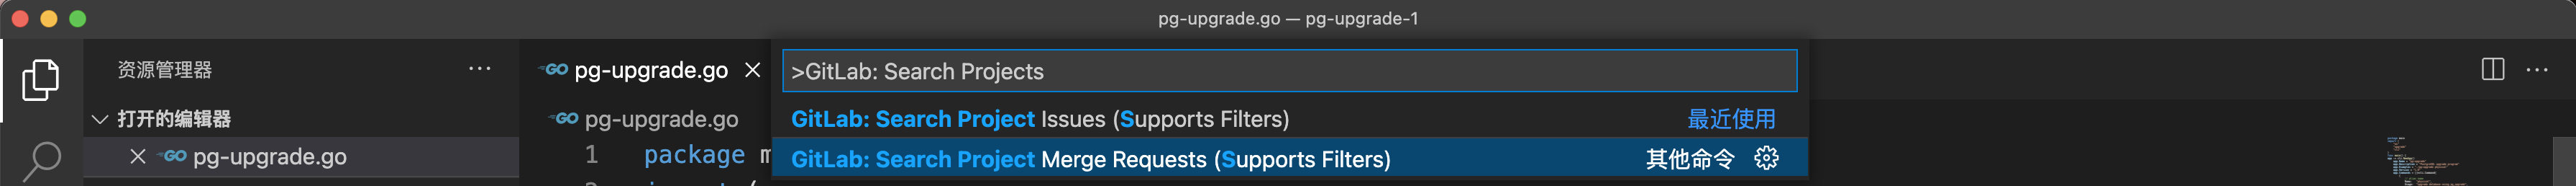 pg-upgrade.go — pg-upgrade-1
资源管理器
打开的编辑器
GO pg-upgrade.go
GO pg-upgrade.go
GO pg-upgrade.go
1 package m
>GitLab: Search Projects
GitLab: Search Project Issues (Supports Filters) 最近使用
GitLab: Search Project Merge Requests (Supports Filters) 其他命令